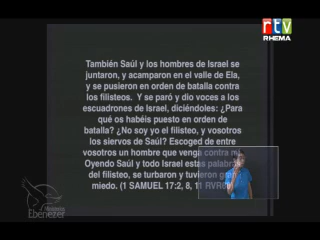 rtv
RHEMA
También Saúl y los hombres de Israel se
juntaron, y acamparon en el valle de Ela,
y se pusieron en orden de batalla contra
los filisteos. Y se paró y dio voces a los
escuadrones de Israel, diciéndoles: ¿Para
qué os habéis puesto en orden de
batalla? ¿No soy yo el filisteo, y vosotros
los siervos de Saúl? Escoged de entre
vosotros un hombre que venga contra mí.
Oyendo Saúl y todo Israel estas palabras
del filisteo, se turbaron y tuvieron gran
miedo. (1 SAMUEL 17:2, 8, 11
Ministerios
Ebenezer